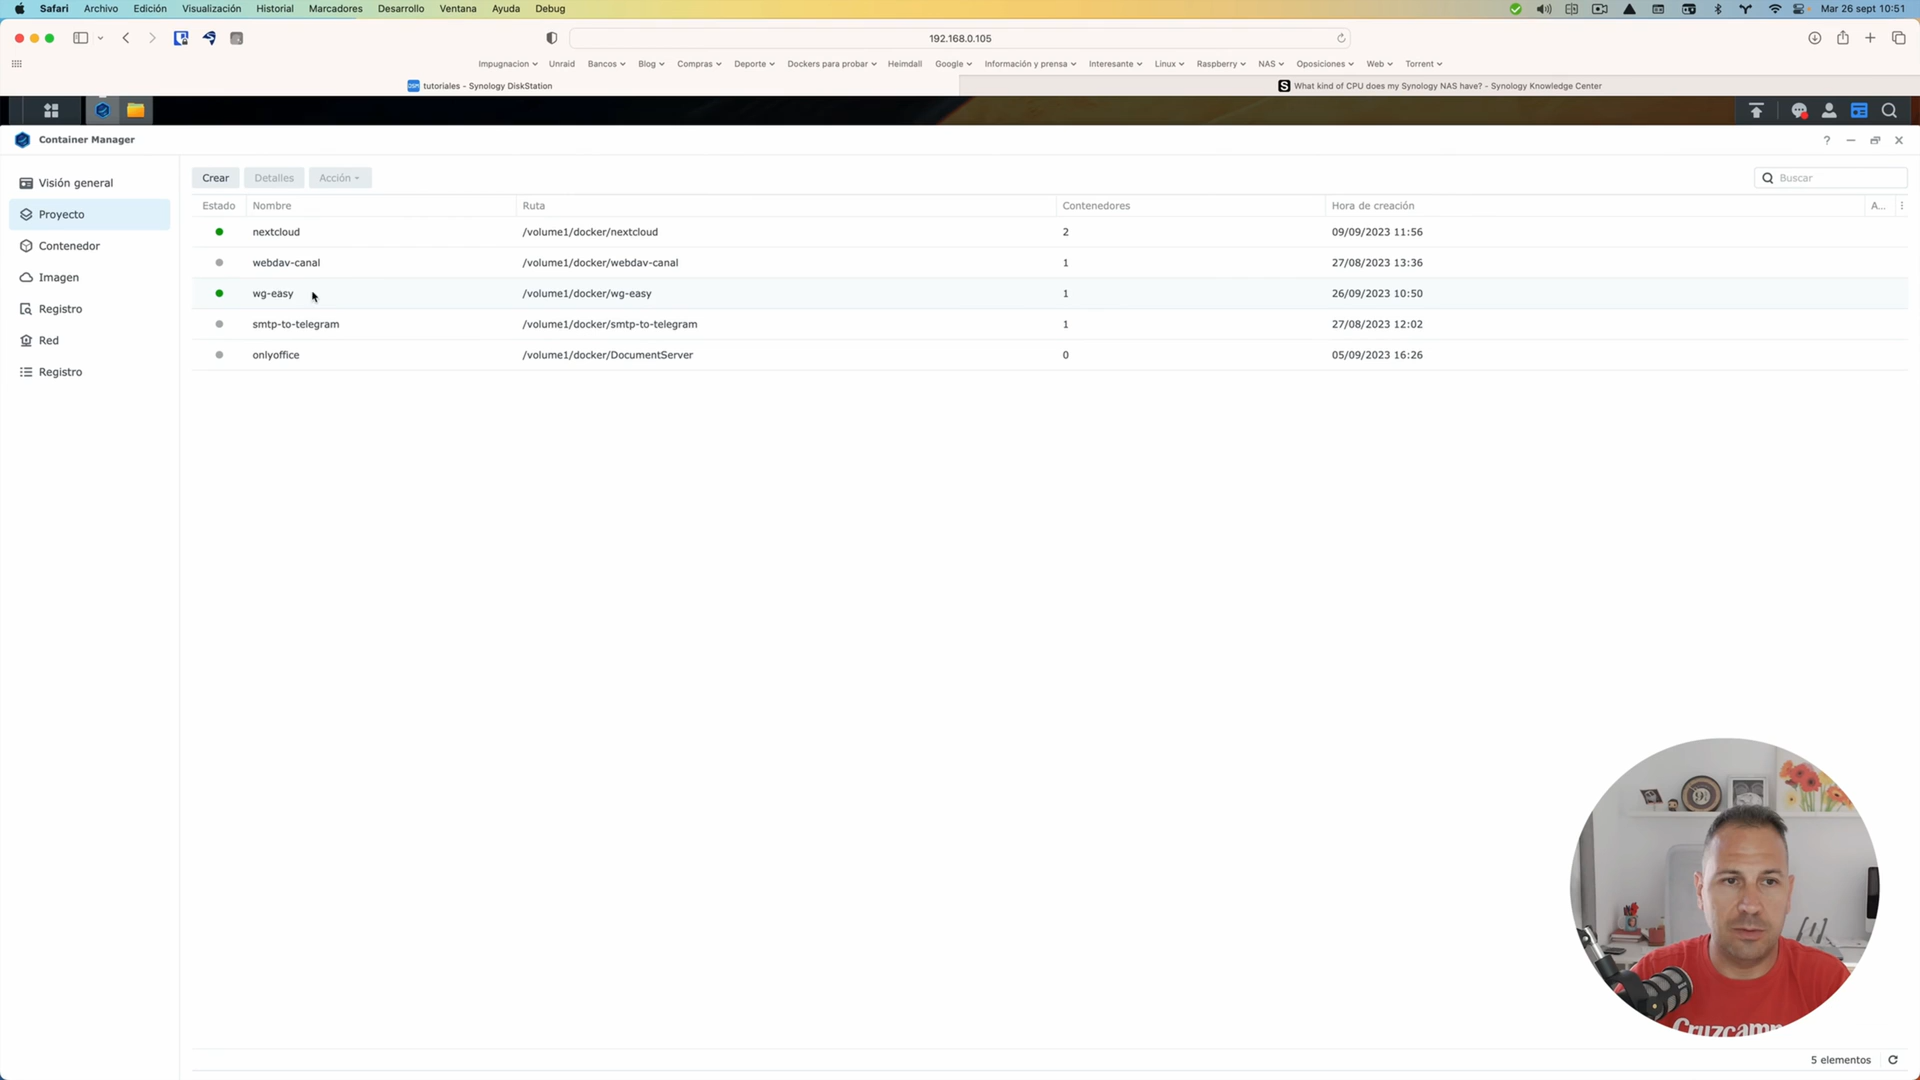 Safari Archivo Edición Visualización Historial Marcadores Desarrollo Ventana Ayuda Debug Mar 26 sept 10:51
192.168.0.105
Impugnacion Unraid Bancos Blog Compras Deporte Dockers para probar Heimdall Google Información y prensa Interesante Linux Raspberry NAS Oposiciones Web Torrent
tutoriales - Synology DiskStation What kind of CPU does my Synology NAS have? - Synology Knowledge Center
Container Manager
Visión general
Proyecto
Contenedor
Imagen
Registro
Red
Registro
Crear Detalles Acción Buscar
Estado Nombre Ruta Contenedores Hora de creación A...
nextcloud /volume1/docker/nextcloud 2 09/09/2023 11:56
webdav-canal /volume1/docker/webdav-canal 1 27/08/2023 13:36
wg-easy /volume1/docker/wg-easy 1 26/09/2023 10:50
smtp-to-telegram /volume1/docker/smtp-to-telegram 1 27/08/2023 12:02
onlyoffice /volume1/docker/DocumentServer 0 05/09/2023 16:26
Cruzcamp
5 elementos